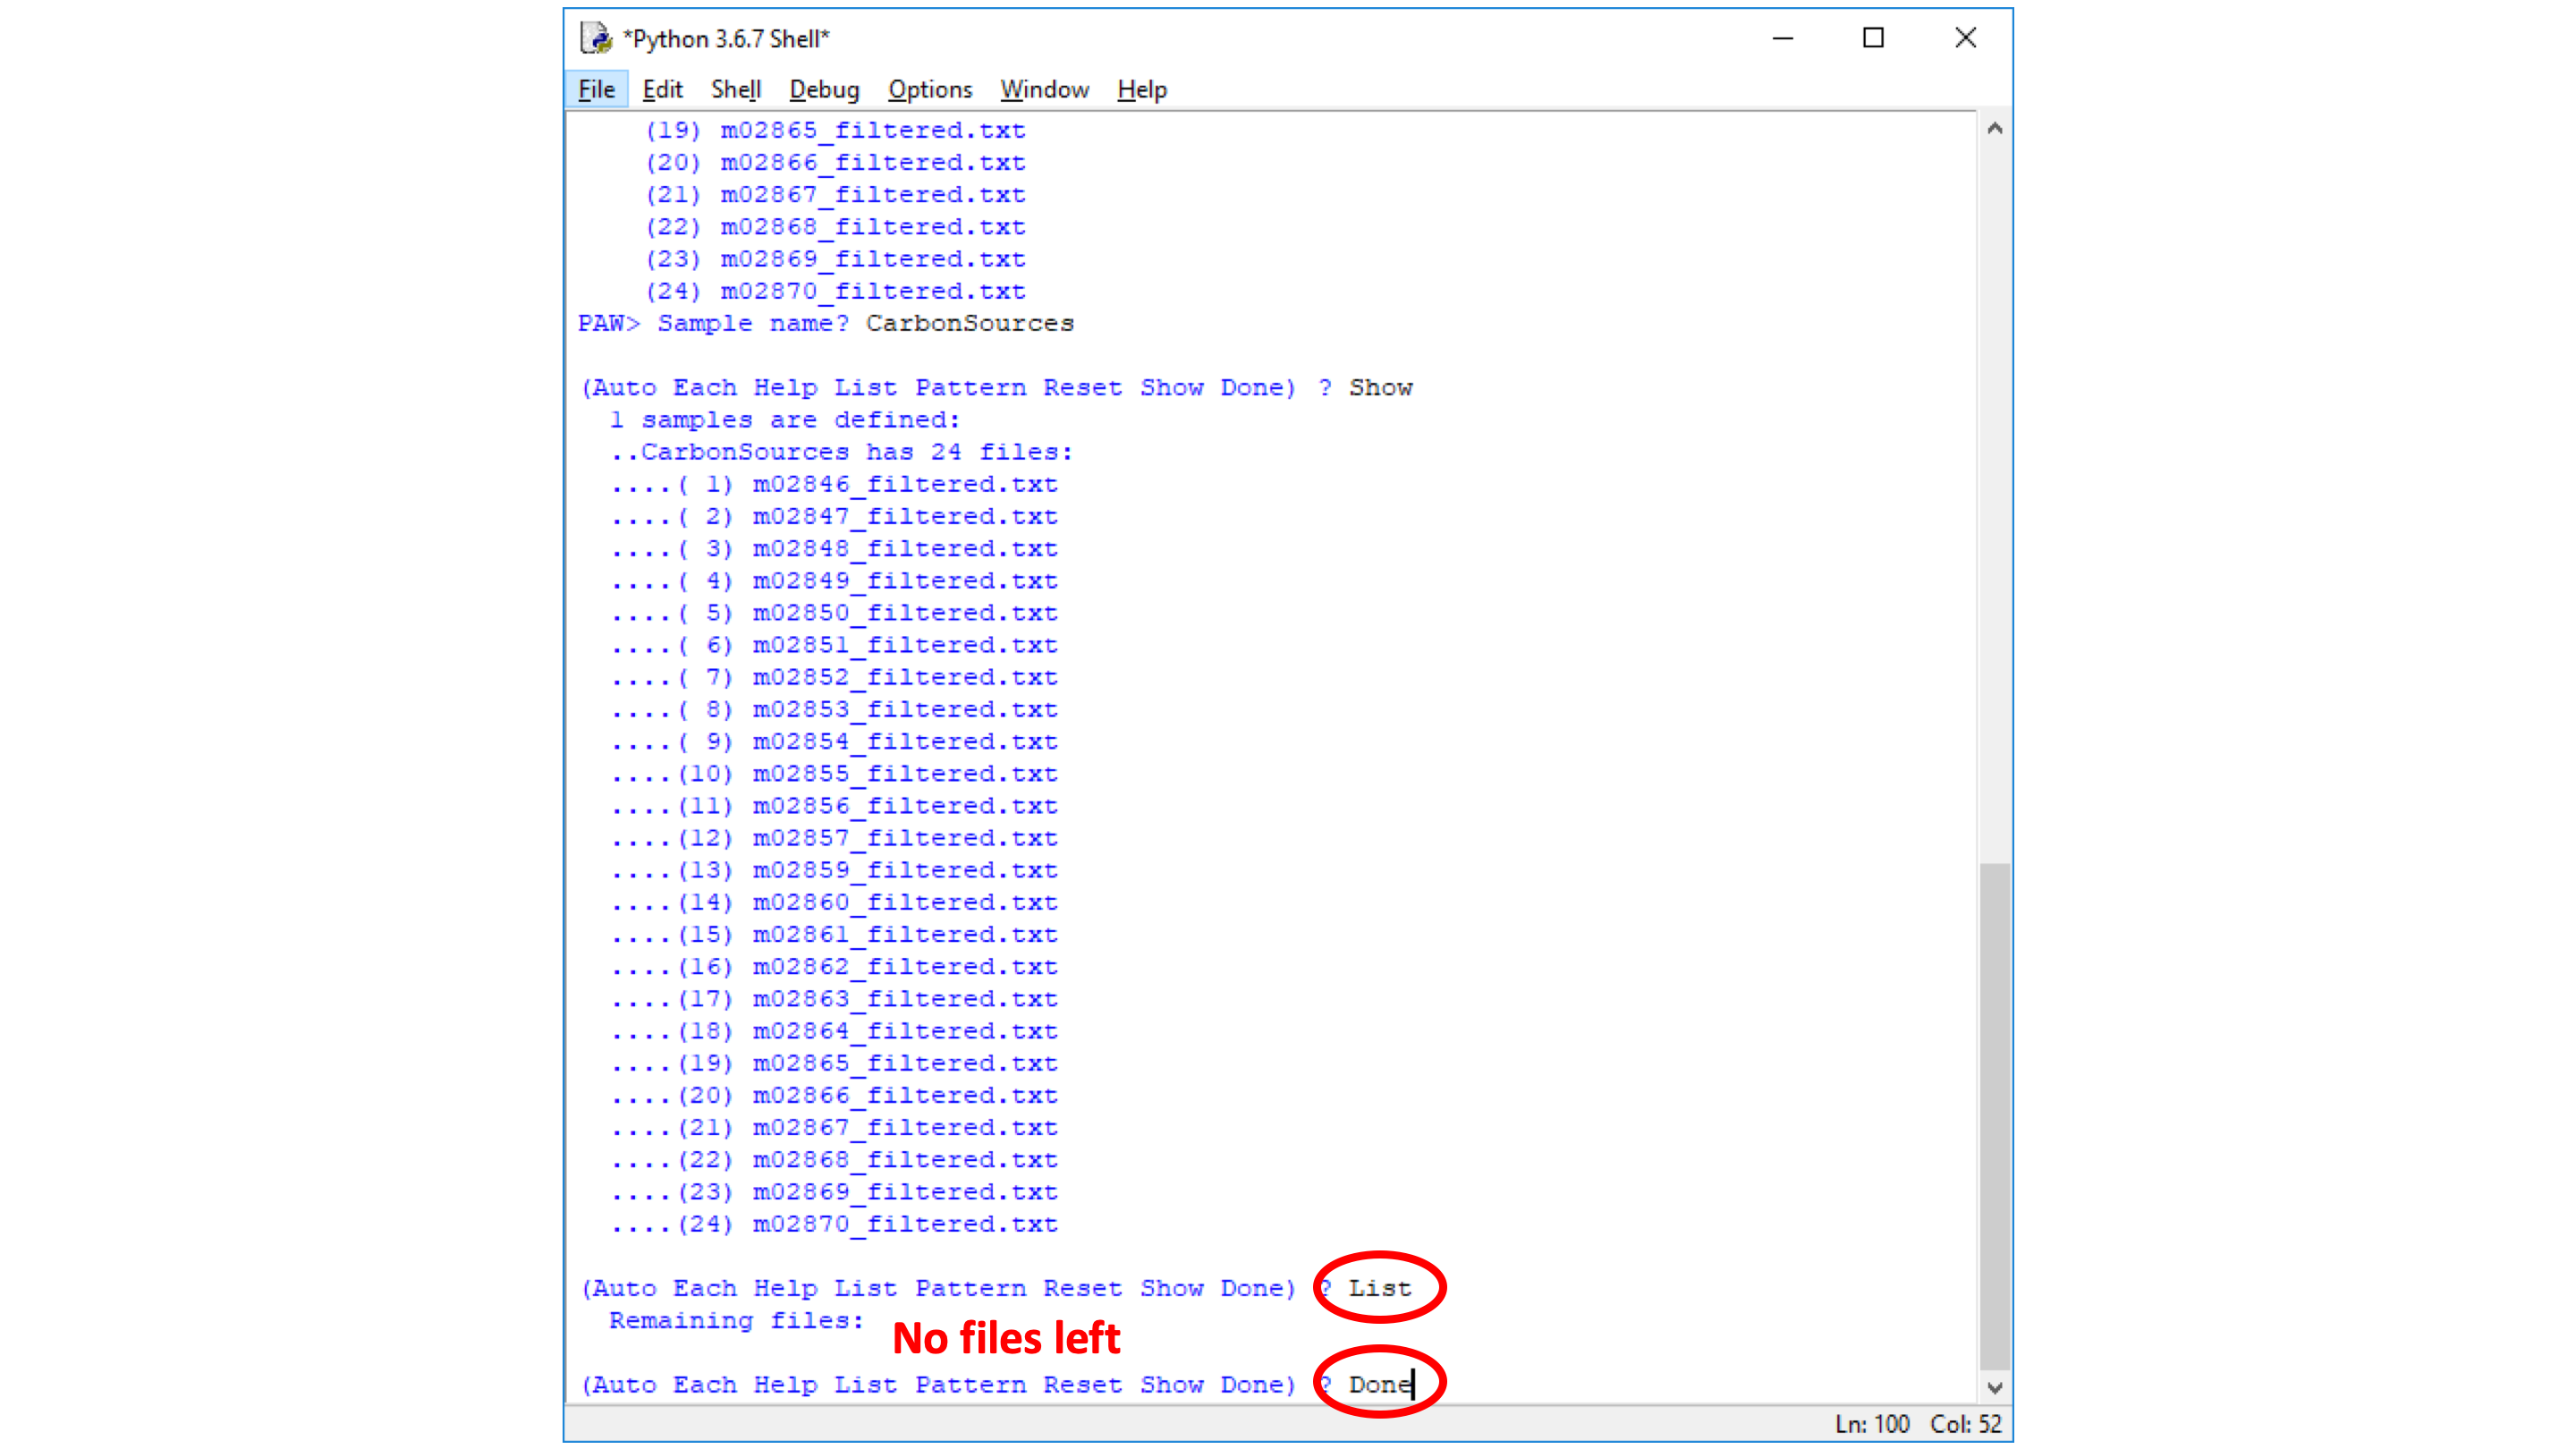 *Python 3.6.7 Shell*
File Edit Shell Debug Options Window Help
(19) m02865_filtered.txt
(20) m02866_filtered.txt
(21) m02867_filtered.txt
(22) m02868_filtered.txt
(23) m02869_filtered.txt
(24) m02870_filtered.txt
PAW> Sample name? CarbonSources
(Auto Each Help List Pattern Reset Show Done) ? Show
1 samples are defined:
..CarbonSources has 24 files:
....( 1) m02846_filtered.txt
....( 2) m02847_filtered.txt
....( 3) m02848_filtered.txt
....( 4) m02849_filtered.txt
....( 5) m02850_filtered.txt
....( 6) m02851_filtered.txt
....( 7) m02852_filtered.txt
....( 8) m02853_filtered.txt
....( 9) m02854_filtered.txt
....(10) m02855_filtered.txt
....(11) m02856_filtered.txt
....(12) m02857_filtered.txt
....(13) m02859_filtered.txt
....(14) m02860_filtered.txt
....(15) m02861_filtered.txt
....(16) m02862_filtered.txt
....(17) m02863_filtered.txt
....(18) m02864_filtered.txt
....(19) m02865_filtered.txt
....(20) m02866_filtered.txt
....(21) m02867_filtered.txt
....(22) m02868_filtered.txt
....(23) m02869_filtered.txt
....(24) m02870_filtered.txt
(Auto Each Help List Pattern Reset Show Done) ? List
Remaining files:
No files left
(Auto Each Help List Pattern Reset Show Done) ? Done
Ln: 100 Col: 52